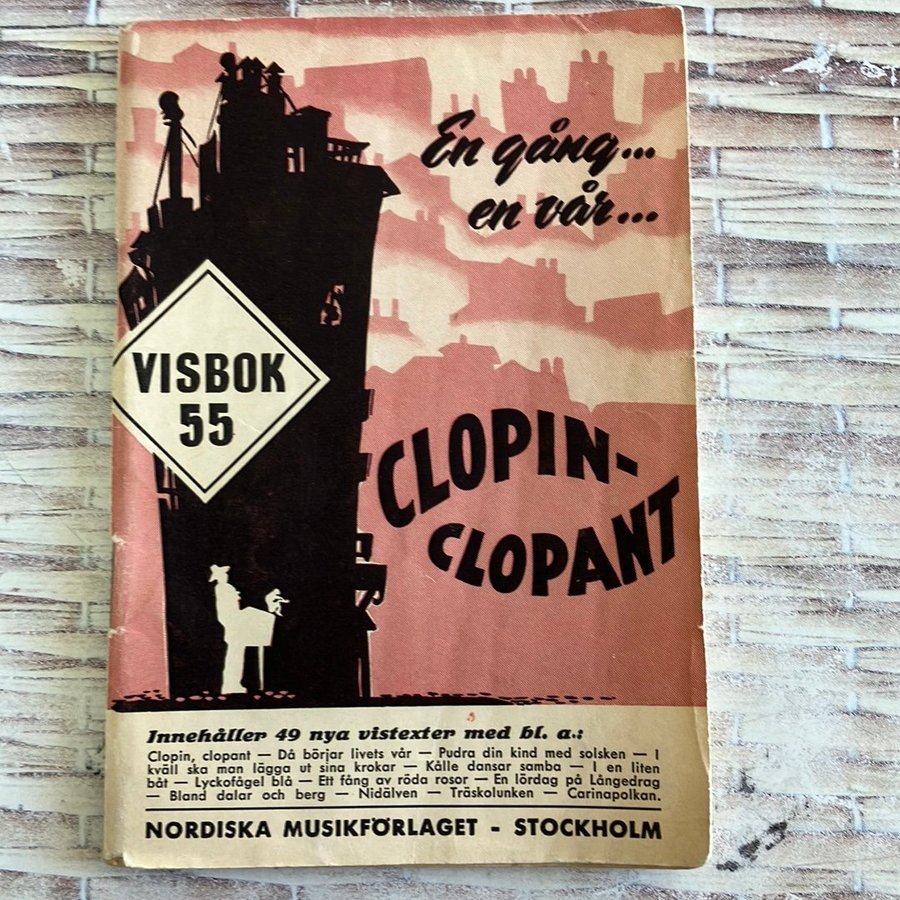 En gång...
en vår...
VISBOK
55
CLOPIN-
CLOPANT
Innehåller 49 nya vistexter med bl. a.:
Clopin, clopant — Då börjar livets vår — Pudra din kind med solsken — I
kväll ska man lägga ut sina krokar — Kålle dansar samba — I en liten
båt — Lyckofågel blå — Ett fång av röda rosor — En lördag på Långedrag
— Bland dalar och berg — Nidälven — Träskolunken — Carinapolkan.
NORDISKA MUSIKFÖRLAGET - STOCKHOLM